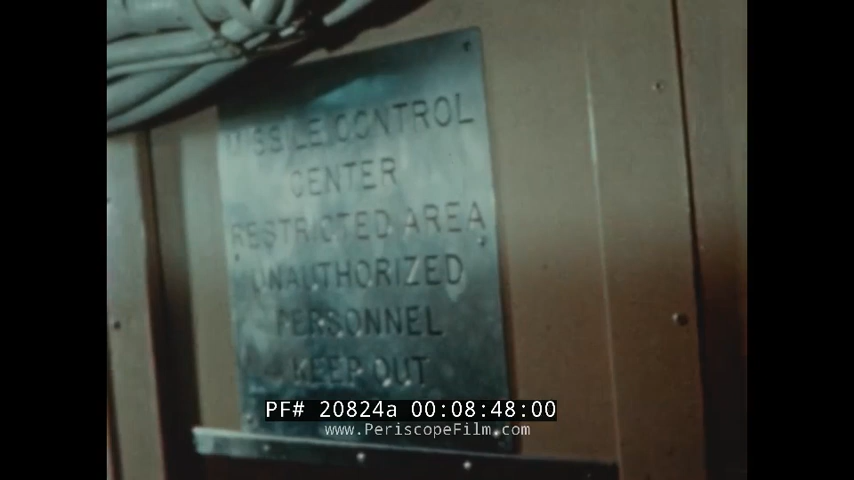 MISSILE CONTROL
CENTER
RESTRICTED AREA
UNAUTHORIZED
PERSONNEL
KEEP OUT
PF# 20824a 00:08:48:00
www.PeriscopeFilm.com